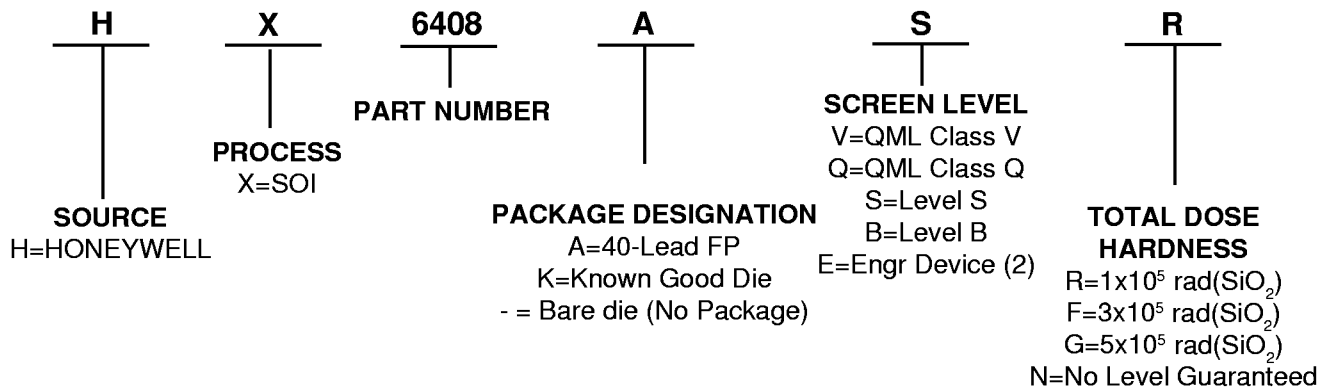 H X 6408 A S R
PART NUMBER
PROCESS
X=SOI
SOURCE
H=HONEYWELL
PACKAGE DESIGNATION
A=40-Lead FP
K=Known Good Die
- = Bare die (No Package)
SCREEN LEVEL
V=QML Class V
Q=QML Class Q
S=Level S
B=Level B
E=Engr Device (2)
TOTAL DOSE
HARDNESS
R=1x10⁵ rad(SiO₂)
F=3x10⁵ rad(SiO₂)
G=5x10⁵ rad(SiO₂)
N=No Level Guaranteed